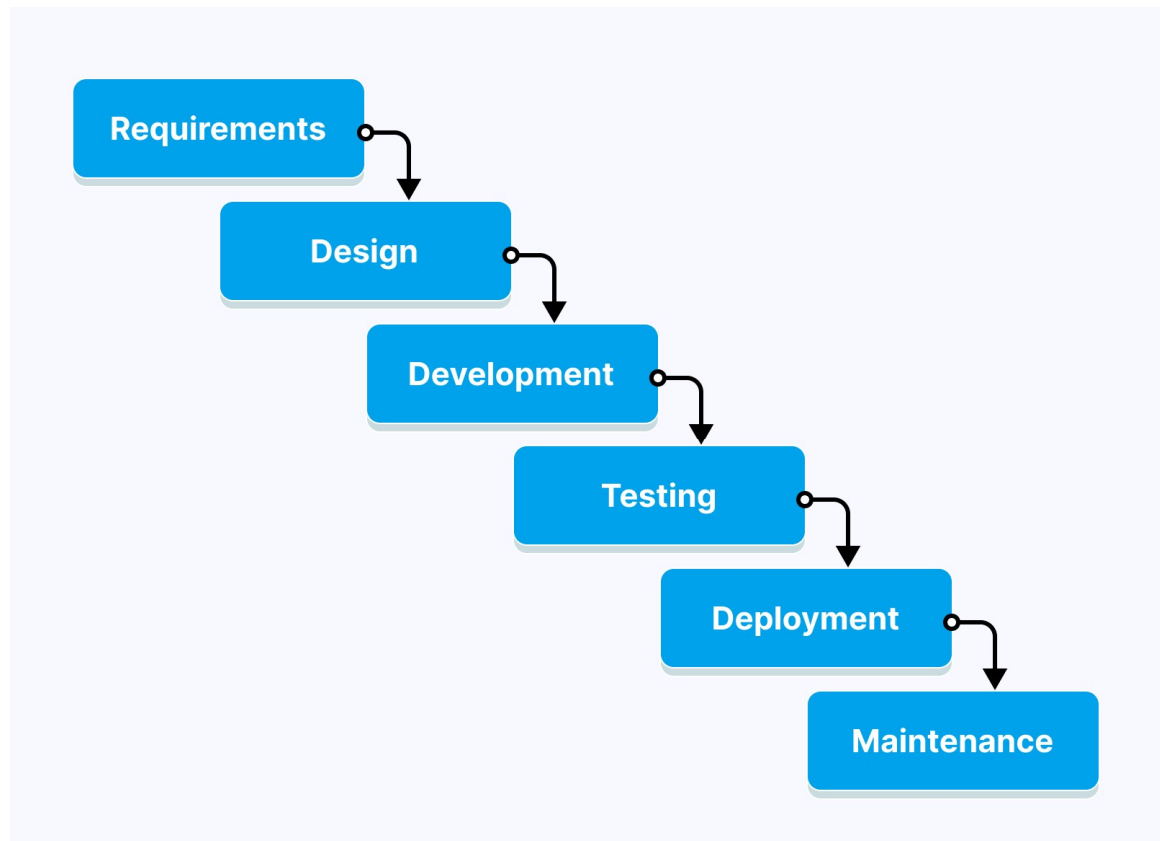 Requirements
Design
Development
Testing
Deployment
Maintenance